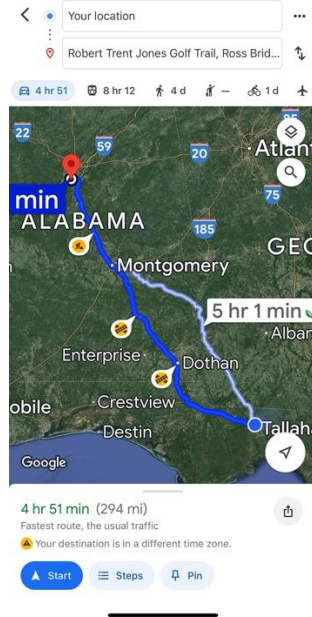 Your location
Robert Trent Jones Golf Trail, Ross Brid...
4 hr 51
8 hr 12
4 d
—
1 d
22
59
20
Atlan
75
min
ALABAMA
185
GEO
Montgomery
5 hr 1 min
Alban
Enterprise
Dothan
obile
Crestview
Tallaha
Destin
Google
4 hr 51 min (294 mi)
Fastest route, the usual traffic
Your destination is in a different time zone.
Start
Steps
Pin